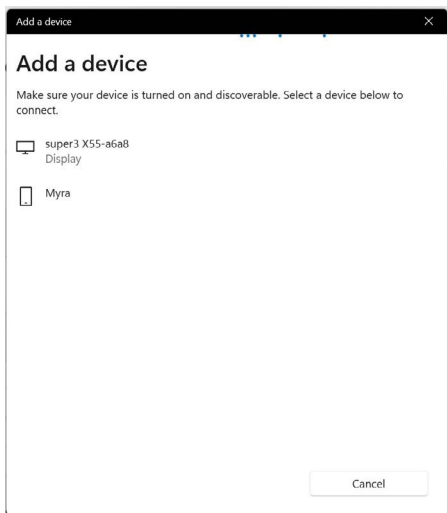 Add a device
Add a device
Make sure your device is turned on and discoverable. Select a device below to
connect.
super3 X55-a6a8
Display
Myra
Cancel